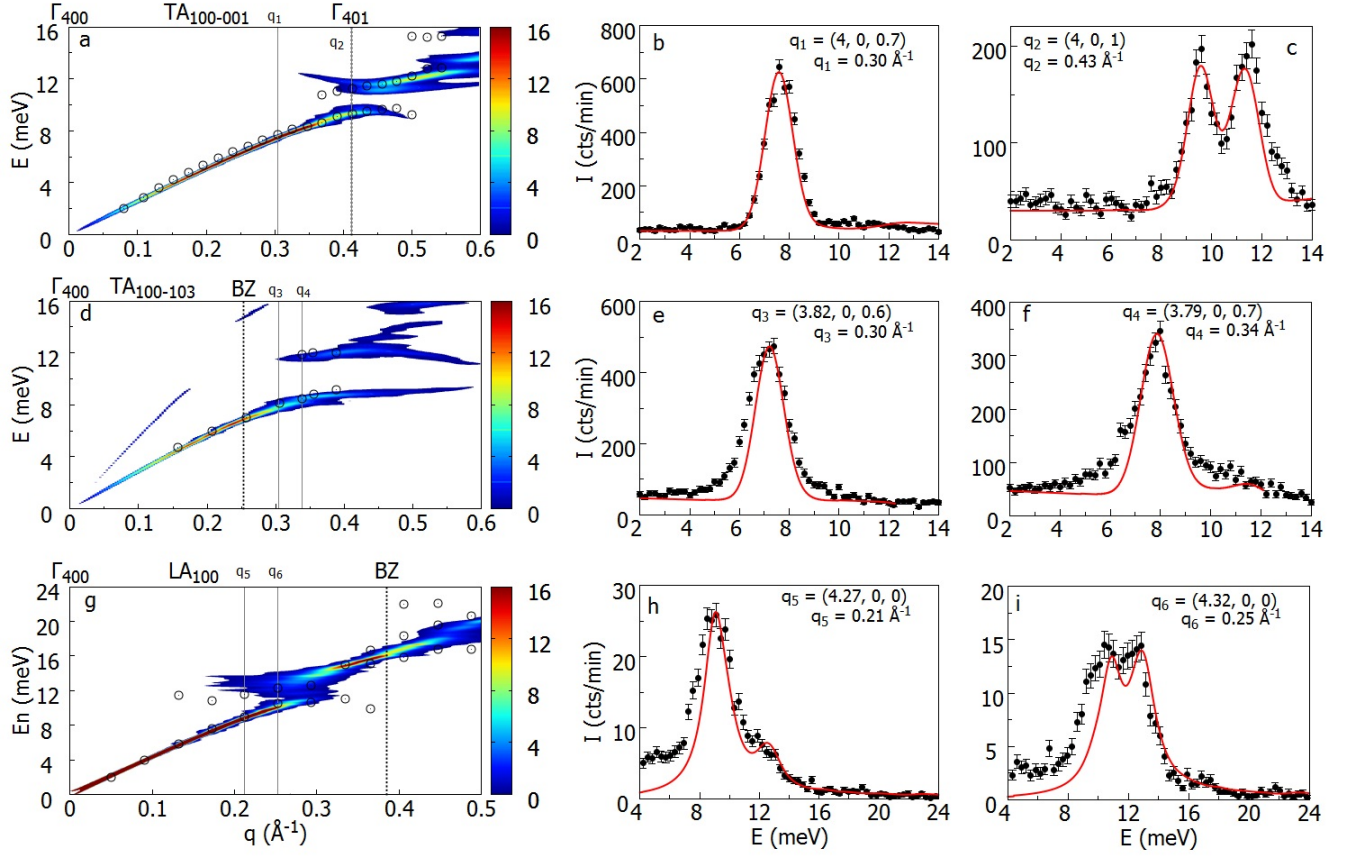 Γ400 TA100-001 q1 Γ401
q2
a
E (meV)
16
12
8
4
0
0 0.1 0.2 0.3 0.4 0.5 0.6
16
12
8
4
0
b
q1 = (4, 0, 0.7)
q1 = 0.30 Å-1
I (cts/min)
800
600
400
200
0
2 4 6 8 10 12 14
q2 = (4, 0, 1) c
q2 = 0.43 Å-1
200
100
0
2 4 6 8 10 12 14
Γ400 TA100-103 BZ q3 q4
d
E (meV)
16
12
8
4
0
0 0.1 0.2 0.3 0.4 0.5 0.6
16
12
8
4
0
e
q3 = (3.82, 0, 0.6)
q3 = 0.30 Å-1
I (cts/min)
600
400
200
0
2 4 6 8 10 12 14
q4 = (3.79, 0, 0.7) f
q4 = 0.34 Å-1
400
300
200
100
0
2 4 6 8 10 12 14
Γ400 LA100 q5 q6 BZ
g
En (meV)
24
20
16
12
8
4
0
0 0.1 0.2 0.3 0.4 0.5
q (Å-1)
16
12
8
4
0
h
q5 = (4.27, 0, 0)
q5 = 0.21 Å-1
I (cts/min)
30
20
10
0
4 8 12 16 20 24
E (meV)
q6 = (4.32, 0, 0) i
q6 = 0.25 Å-1
20
15
10
5
0
4 8 12 16 20 24
E (meV)